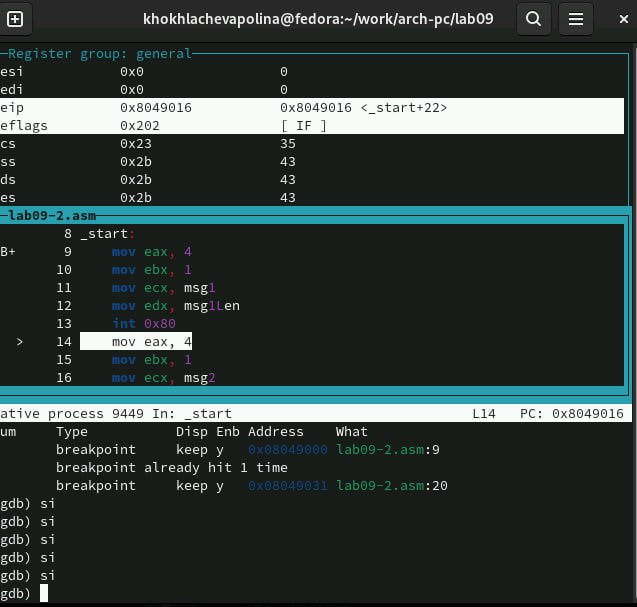 khokhlachevapolina@fedora:~/work/arch-pc/lab09
Register group: general
esi 0x0 0
edi 0x0 0
eip 0x8049016 0x8049016 <_start+22>
eflags 0x202 [ IF ]
cs 0x23 35
ss 0x2b 43
ds 0x2b 43
es 0x2b 43
lab09-2.asm
8 _start:
B+ 9 mov eax, 4
10 mov ebx, 1
11 mov ecx, msg1
12 mov edx, msg1Len
13 int 0x80
> 14 mov eax, 4
15 mov ebx, 1
16 mov ecx, msg2
ative process 9449 In: _start L14 PC: 0x8049016
um Type Disp Enb Address What
breakpoint keep y 0x08049000 lab09-2.asm:9
breakpoint already hit 1 time
breakpoint keep y 0x08049031 lab09-2.asm:20
gdb) si
gdb) si
gdb) si
gdb) si
gdb) si
gdb)